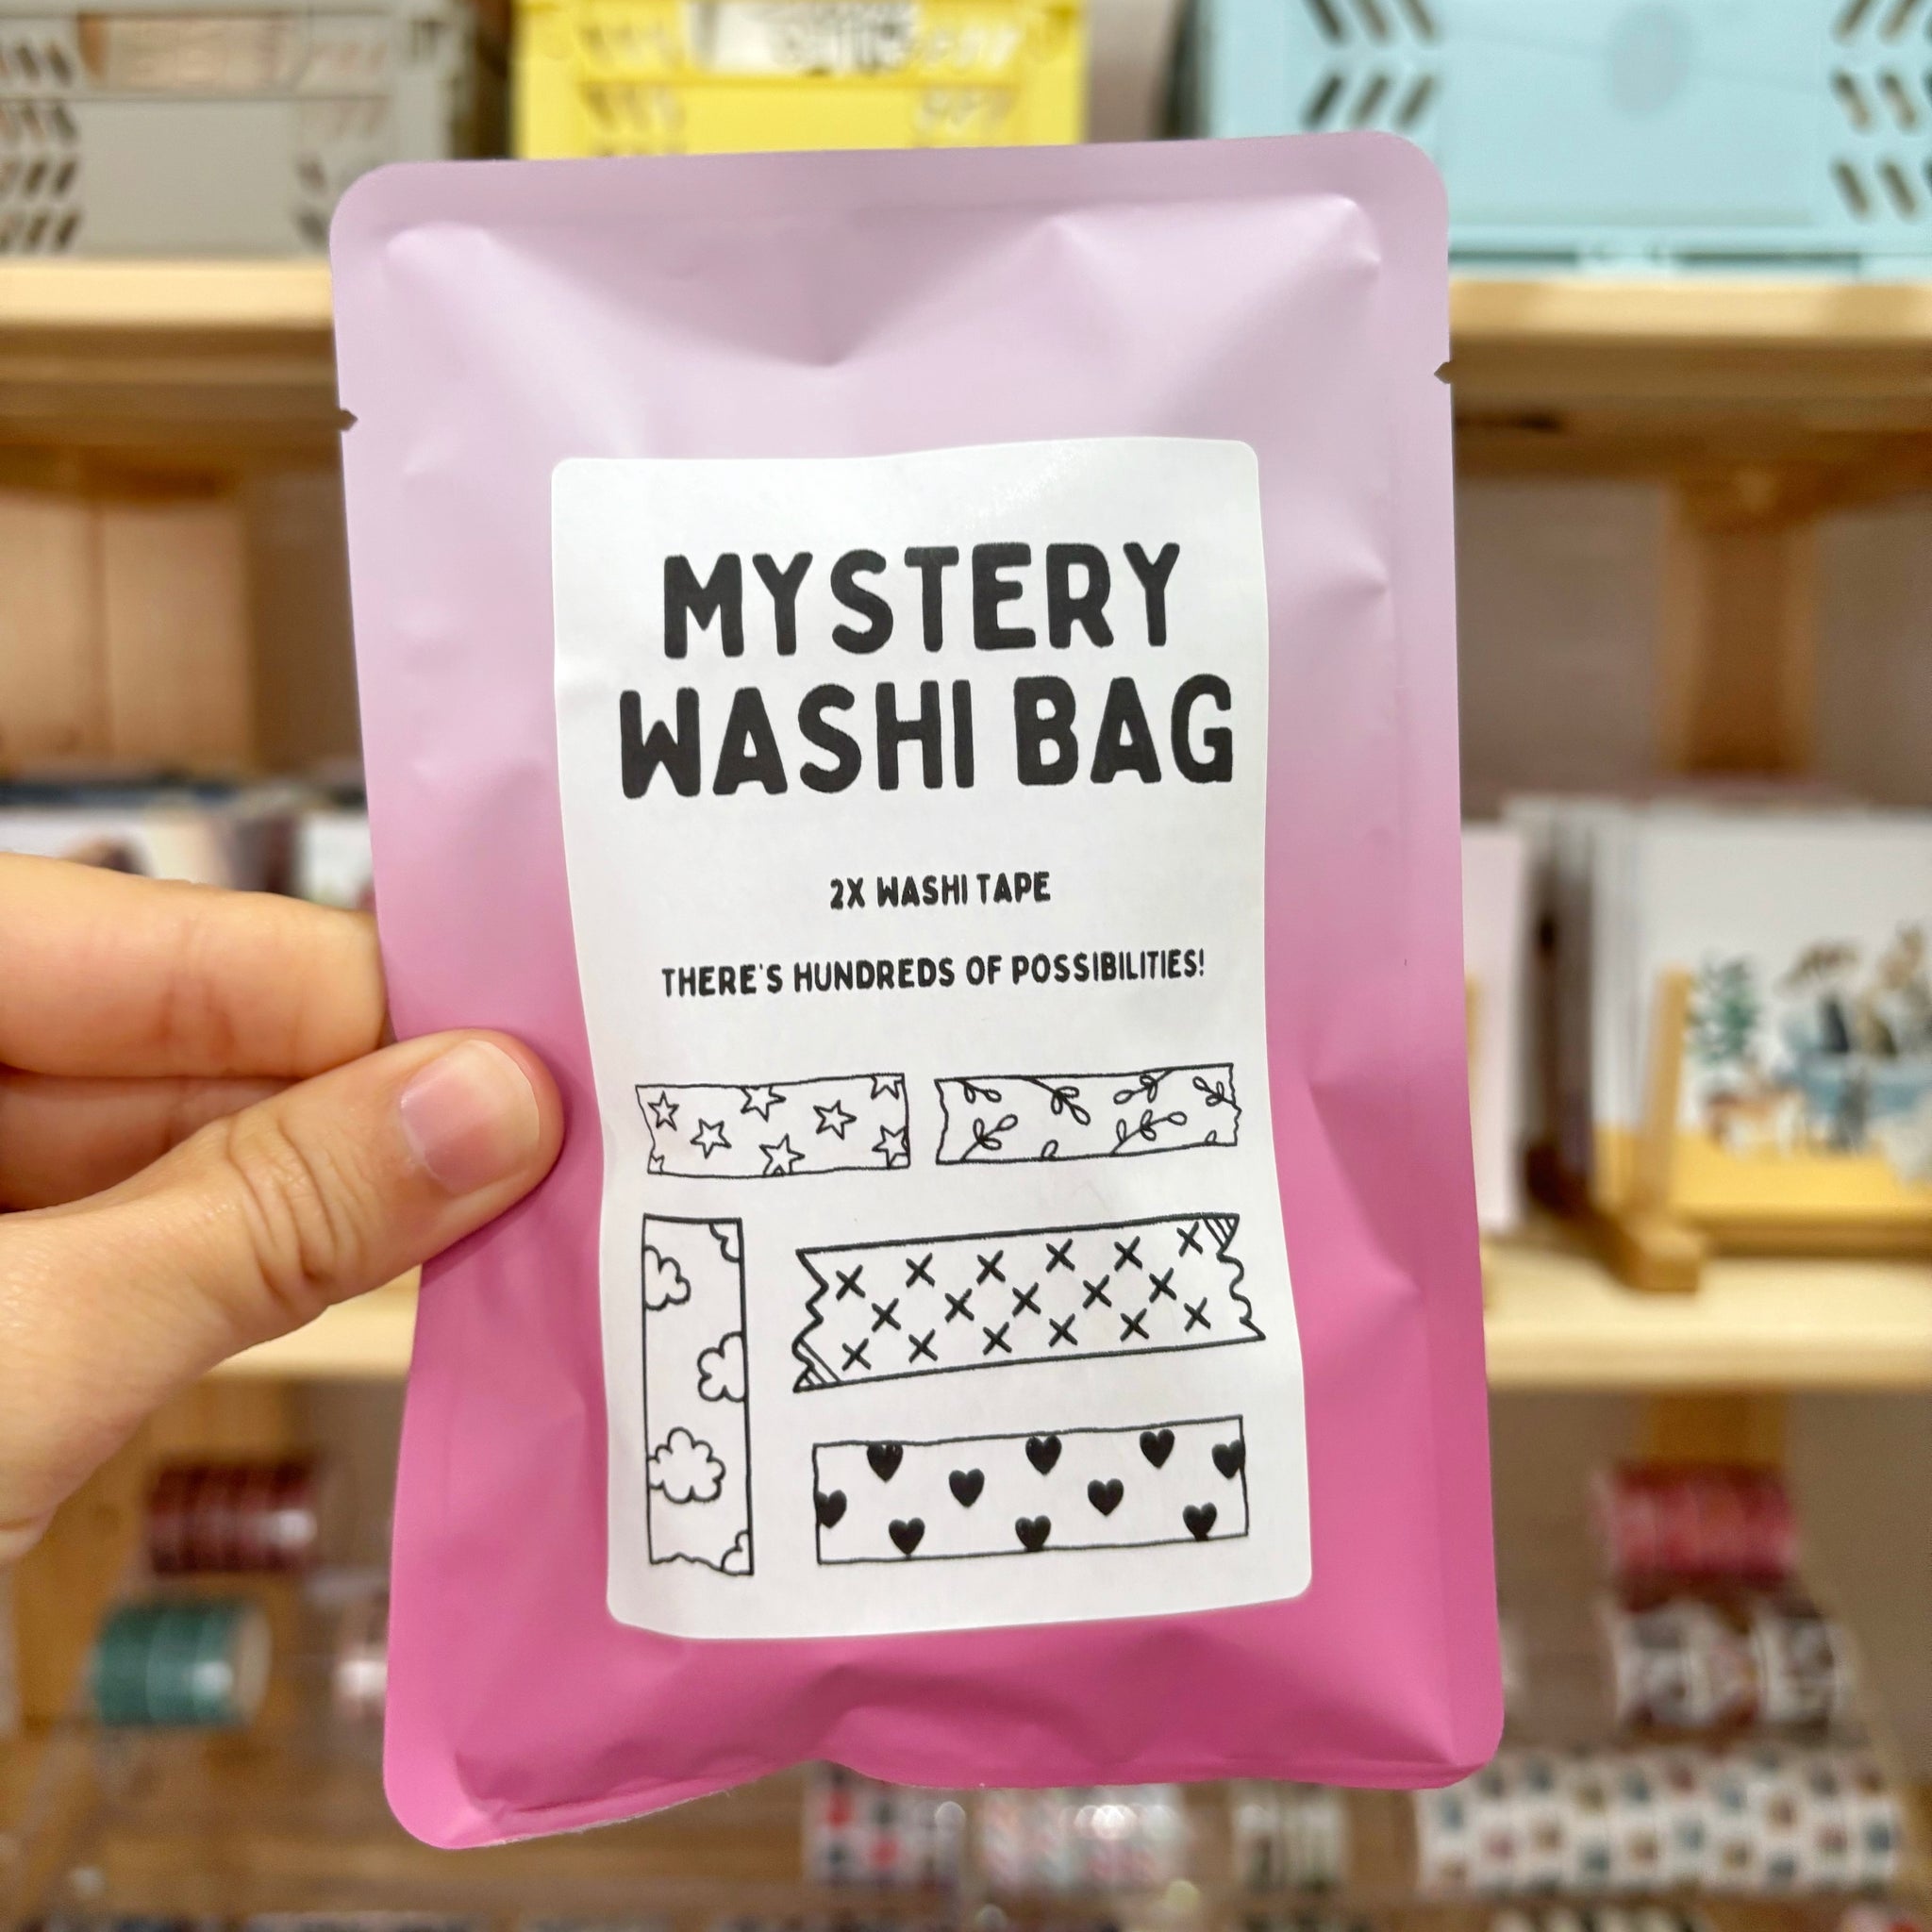 MYSTERY
WASHI BAG
2X WASHI TAPE
THERE'S HUNDREDS OF POSSIBILITIES!